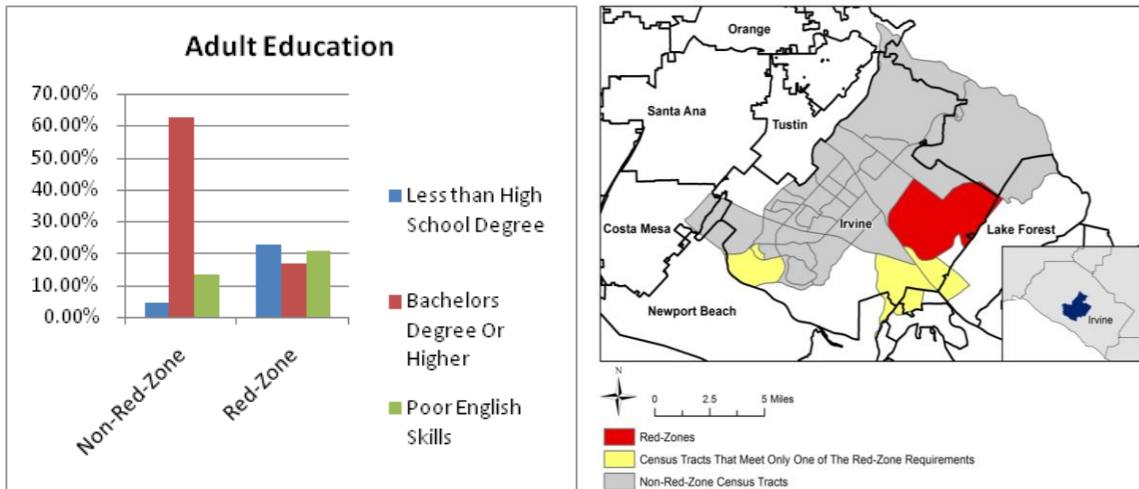 Adult Education
70.00%
60.00%
50.00%
40.00%
30.00%
20.00%
10.00%
0.00%
Non-Red-Zone
Red-Zone
Less than High
School Degree
Bachelors
Degree Or
Higher
Poor English
Skills
Orange
Santa Ana
Tustin
Costa Mesa
Irvine
Lake Forest
Newport Beach
Irvine
N
0 2.5 5 Miles
Red-Zones
Census Tracts That Meet Only One of The Red-Zone Requirements
Non-Red-Zone Census Tracts